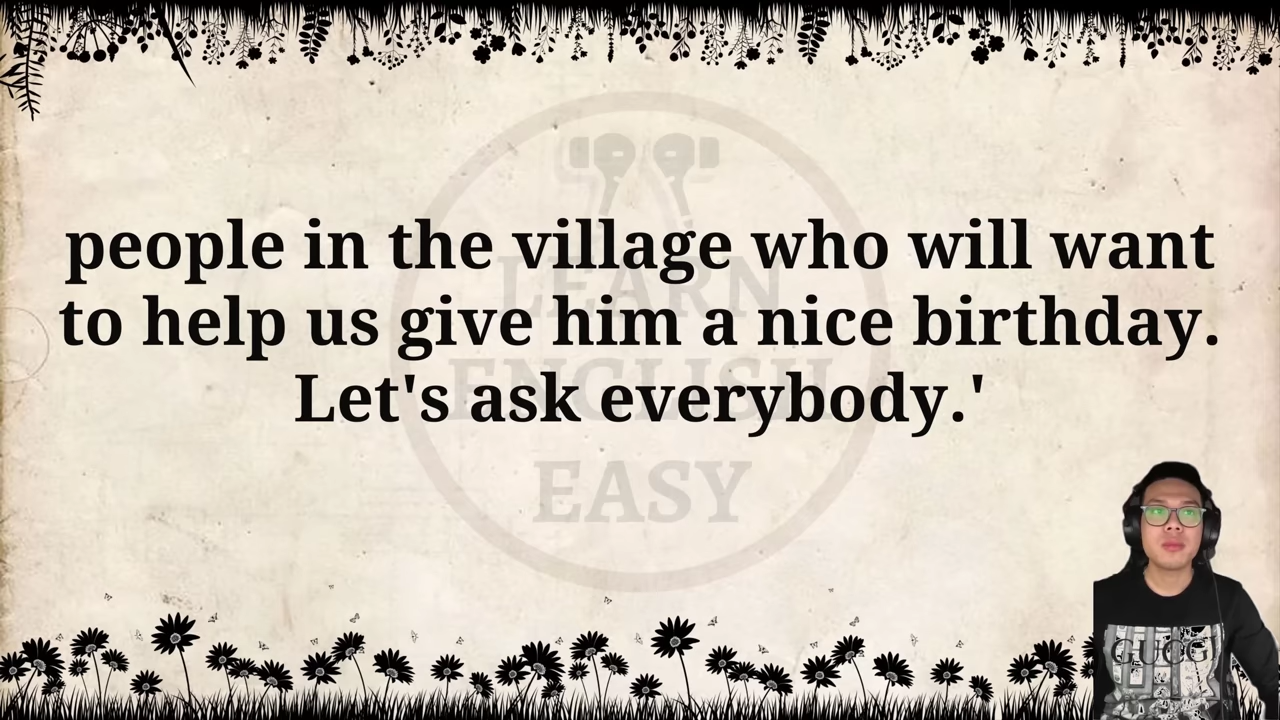 people in the village who will want
to help us give him a nice birthday.
Let's ask everybody.'
LEARN
ENGLISH
EASY
GUCCI